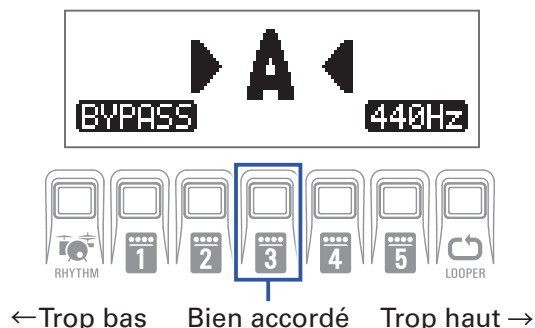 A
BYPASS 440Hz
1 2 3 4 5
RHYTHM LOOPER
←Trop bas Bien accordé Trop haut→